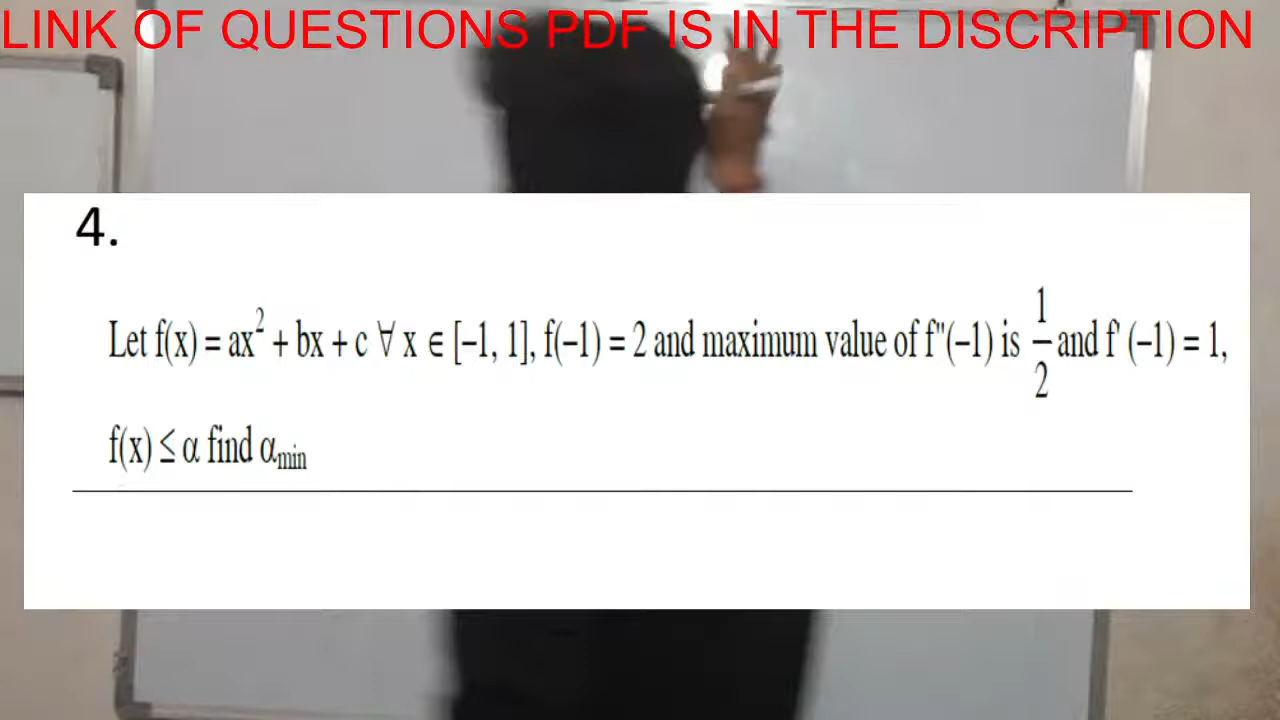 LINK OF QUESTIONS PDF IS IN THE DISCRIPTION
4.
Let f(x) = ax² + bx + c ∀ x ∈ [–1, 1], f(–1) = 2 and maximum value of f"(–1) is 1/2 and f' (–1) = 1,
f(x) ≤ α find αmin